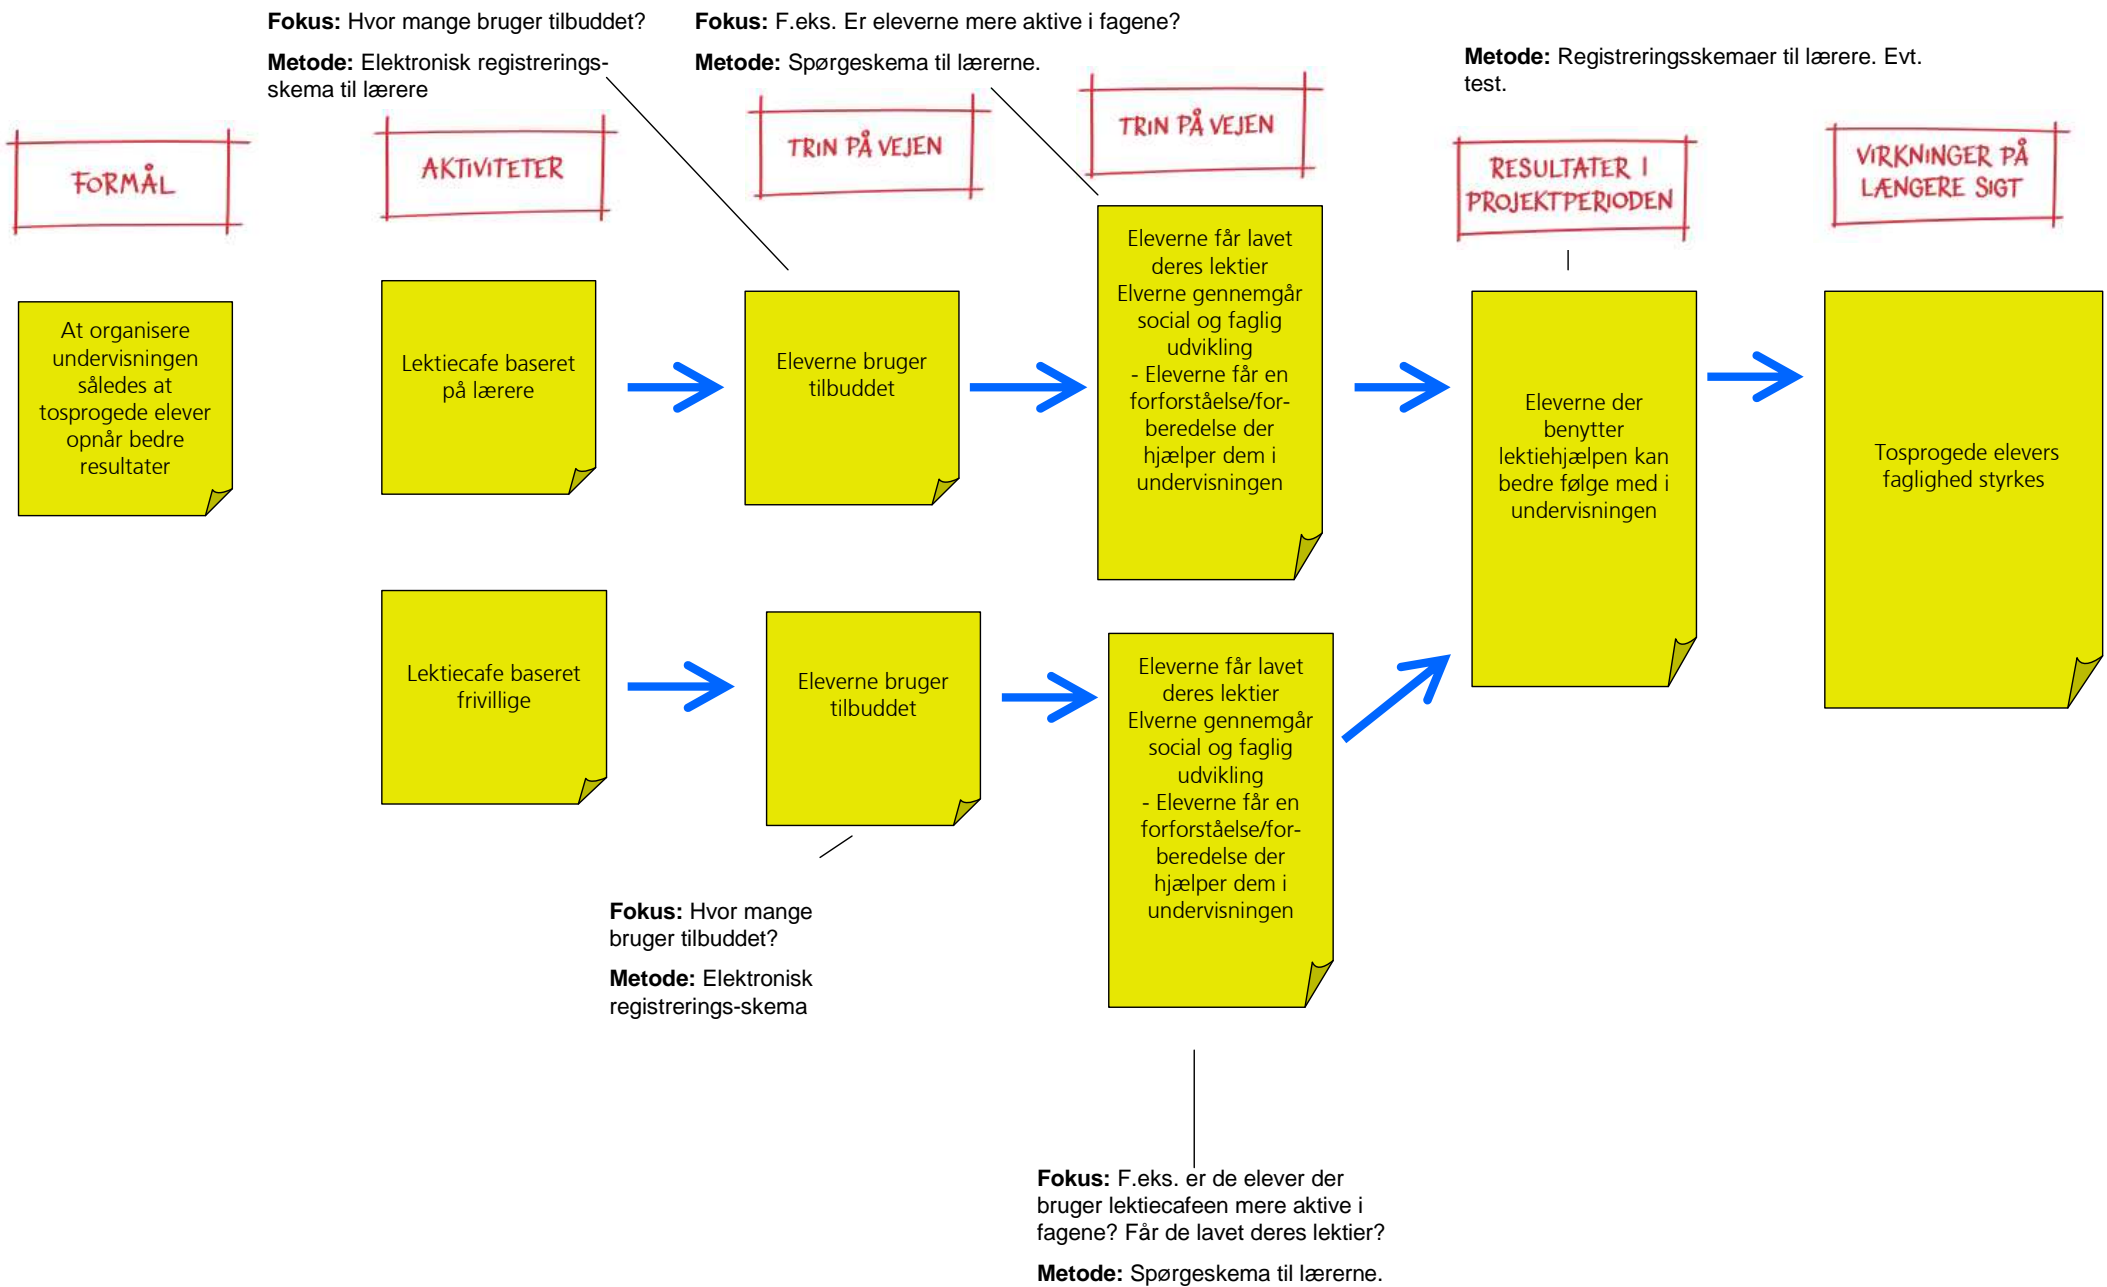 Fokus: Hvor mange bruger tilbuddet?
Metode: Elektronisk registrerings-
skema til lærere
Fokus: F.eks. Er eleverne mere aktive i fagene?
Metode: Spørgeskema til lærerne.
Metode: Registreringsskemaer til lærere. Evt.
test.
FORMÅL
AKTIVITETER
TRIN PÅ VEJEN
TRIN PÅ VEJEN
RESULTATER I
PROJEKTPERIODEN
VIRKNINGER PÅ
LÆNGERE SIGT
At organisere
undervisningen
således at
tosprogede elever
opnår bedre
resultater
Lektiecafe baseret
på lærere
Eleverne bruger
tilbuddet
Eleverne får lavet
deres lektier
Elverne gennemgår
social og faglig
udvikling
- Eleverne får en
forforståelse/for-
beredelse der
hjælper dem i
undervisningen
Eleverne der
benytter
lektiehjælpen kan
bedre følge med i
undervisningen
Tosprogede elevers
faglighed styrkes
Lektiecafe baseret
frivillige
Eleverne bruger
tilbuddet
Eleverne får lavet
deres lektier
Elverne gennemgår
social og faglig
udvikling
- Eleverne får en
forforståelse/for-
beredelse der
hjælper dem i
undervisningen
Fokus: Hvor mange
bruger tilbuddet?
Metode: Elektronisk
registrerings-skema
Fokus: F.eks. er de elever der
bruger lektiecafeen mere aktive i
fagene? Får de lavet deres lektier?
Metode: Spørgeskema til lærerne.